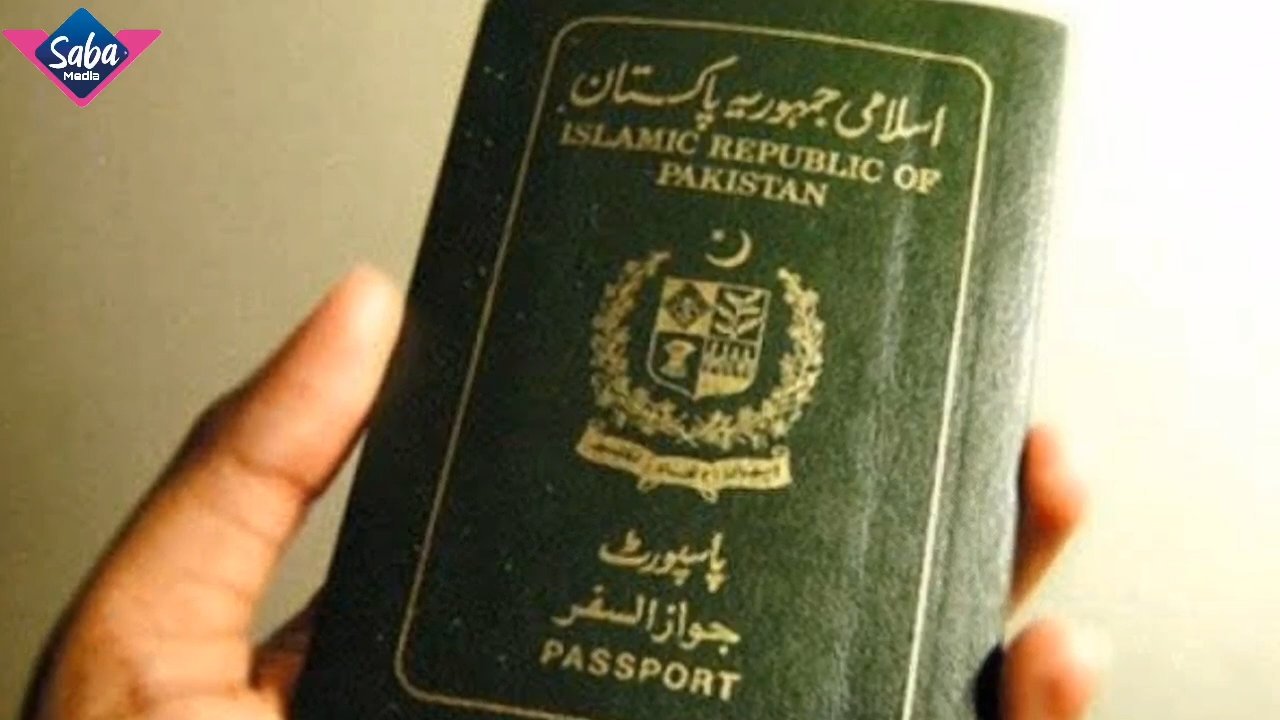 Saba
Media
اسلامی جمہوریہ پاکستان
ISLAMIC REPUBLIC OF
PAKISTAN
پاسپورٹ
جواز السفر
PASSPORT